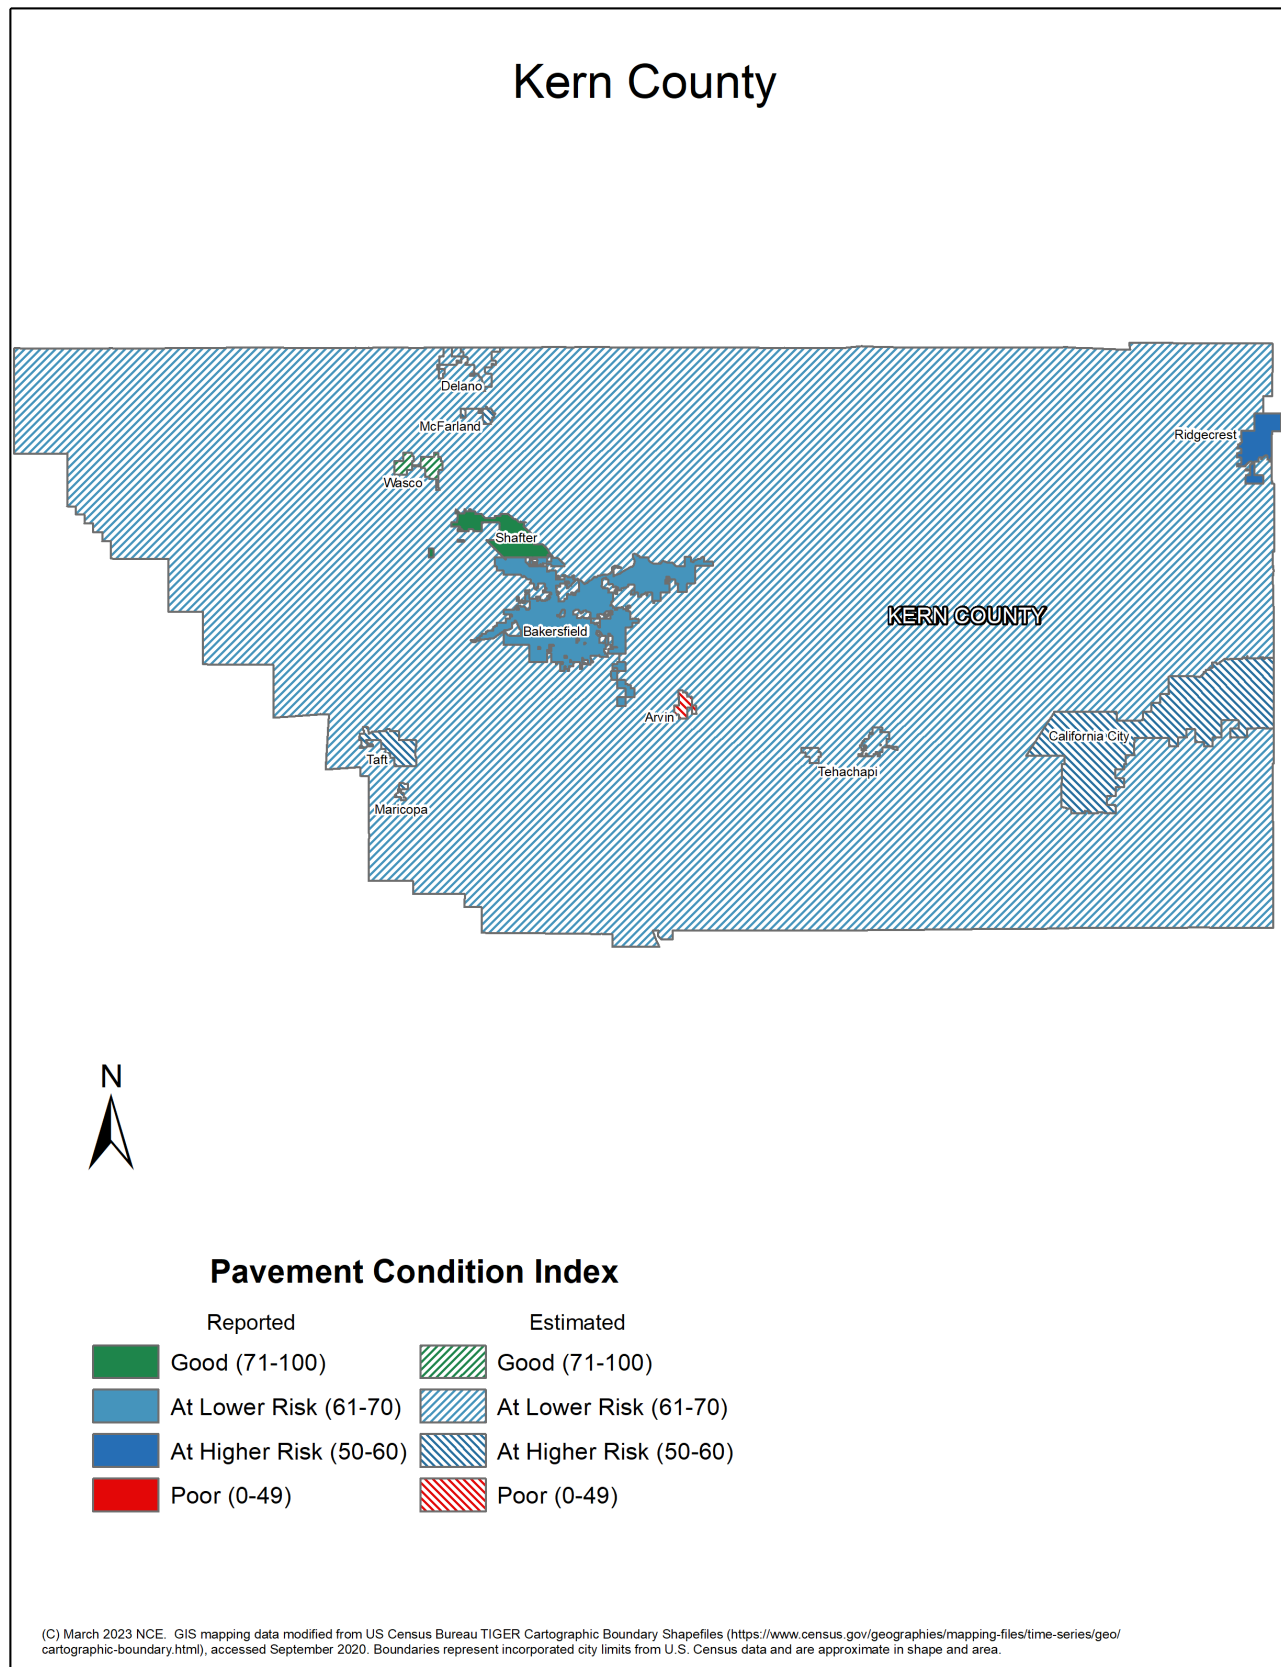 Kern County
Delano
McFarland
Ridgecrest
Wasco
Shafter
KERN COUNTY
Bakersfield
Arvin
California City
Taft
Tehachapi
Maricopa
N
Pavement Condition Index
Reported Estimated
Good (71-100) Good (71-100)
At Lower Risk (61-70) At Lower Risk (61-70)
At Higher Risk (50-60) At Higher Risk (50-60)
Poor (0-49) Poor (0-49)
(C) March 2023 NCE. GIS mapping data modified from US Census Bureau TIGER Cartographic Boundary Shapefiles (https://www.census.gov/geographies/mapping-files/time-series/geo/
cartographic-boundary.html), accessed September 2020. Boundaries represent incorporated city limits from U.S. Census data and are approximate in shape and area.